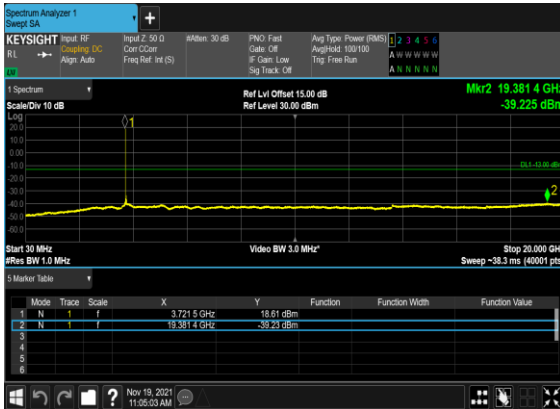 Spectrum Analyzer 1
Swept SA
KEYSIGHT Input: RF Input Z: 50 Ω #Atten: 30 dB PNO: Fast Avg Type: Power (RMS) 1 2 3 4 5 6
RL Coupling: DC Corr CCorr Gate: Off Avg|Hold: 100/100 A W W W W W
Align: Auto Freq Ref: Int (S) IF Gain: Low Trig: Free Run
Sig Track: Off A N N N N N
1 Spectrum Ref Lvl Offset 15.00 dB Mkr2 19.381 4 GHz
Scale/Div 10 dB Ref Level 30.00 dBm -39.225 dBm
Log
1
20.0
10.0
0.00
-10.0
DL1 -13.00 dBm
-20.0
-30.0
2
-40.0
-50.0
-60.0
Start 30 MHz Video BW 3.0 MHz* Stop 20.000 GHz
#Res BW 1.0 MHz Sweep ~38.3 ms (40001 pts)
5 Marker Table
Mode Trace Scale X Y Function Function Width Function Value
1 N 1 f 3.721 5 GHz 18.61 dBm
2 N 1 f 19.381 4 GHz -39.23 dBm
3
4
5
6
Nov 19, 2021
11:05:03 AM